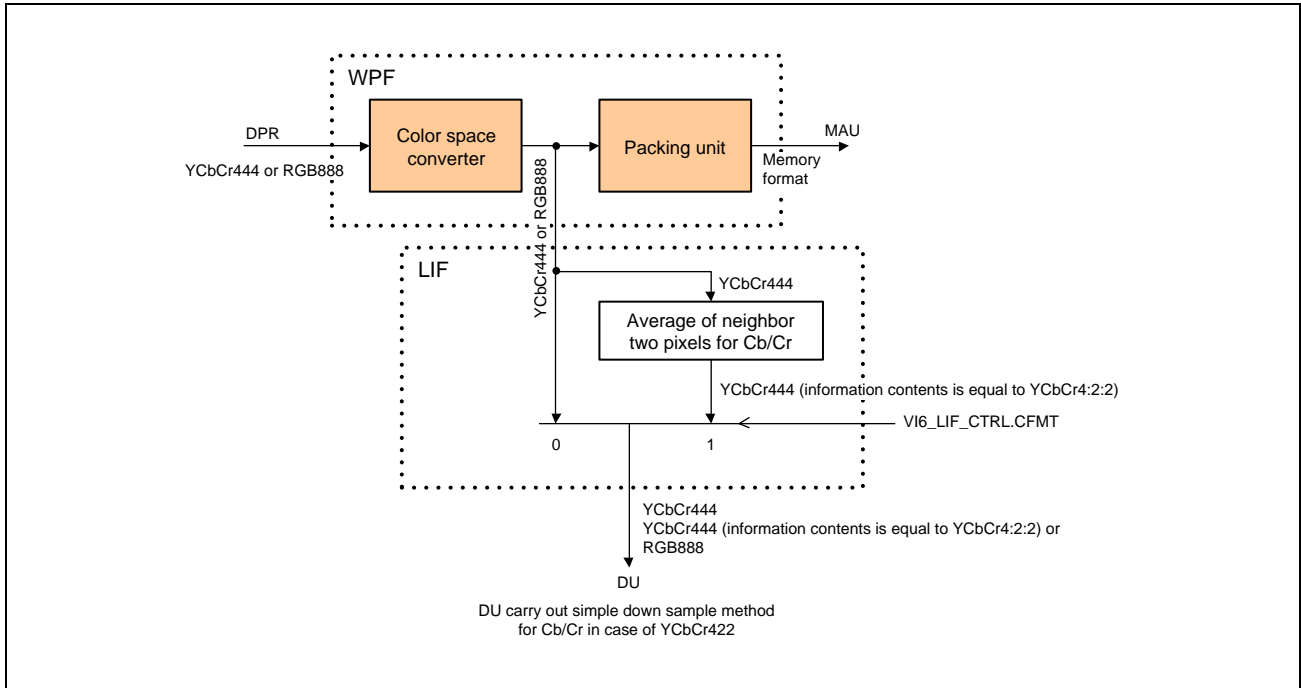 WPF
DPR
Color space
converter
Packing unit
MAU
YCbCr444 or RGB888
Memory
format
YCbCr444 or RGB888
LIF
YCbCr444
Average of neighbor
two pixels for Cb/Cr
YCbCr444 (information contents is equal to YCbCr4:2:2)
VI6_LIF_CTRL.CFMT
0
1
YCbCr444
YCbCr444 (information contents is equal to YCbCr4:2:2) or
RGB888
DU
DU carry out simple down sample method
for Cb/Cr in case of YCbCr422